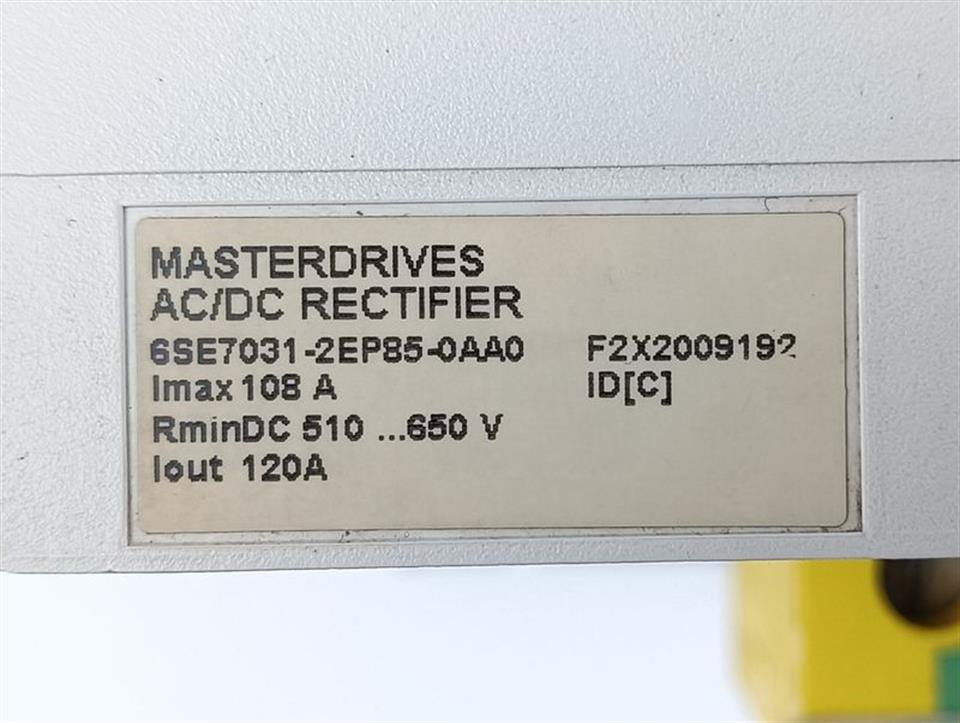 MASTERDRIVES
AC/DC RECTIFIER
6SE7031-2EP85-0AA0 F2X2009192
Imax 108 A ID[C]
RminDC 510 ...650 V
Iout 120A